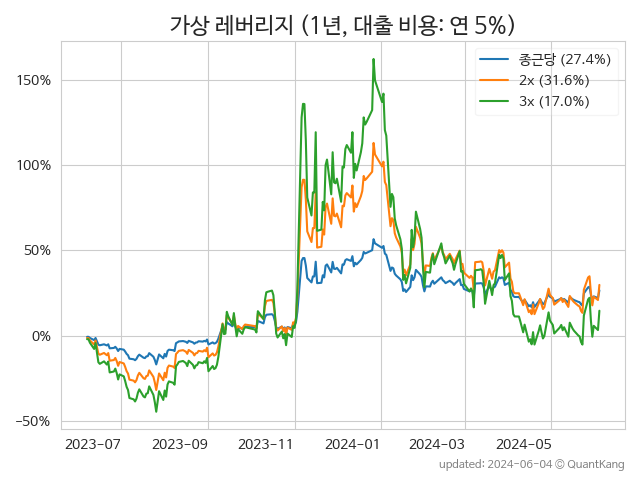 가상 레버리지 (1년, 대출 비용: 연 5%)
종근당 (27.4%)
2x (31.6%)
3x (17.0%)
150%
100%
50%
0%
−50%
2023-07 2023-09 2023-11 2024-01 2024-03 2024-05
updated: 2024-06-04 © QuantKang